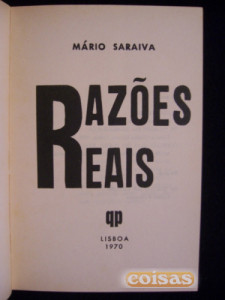 MÁRIO SARAIVA
RAZÕES
REAIS
qp
LISBOA
1970
coisas